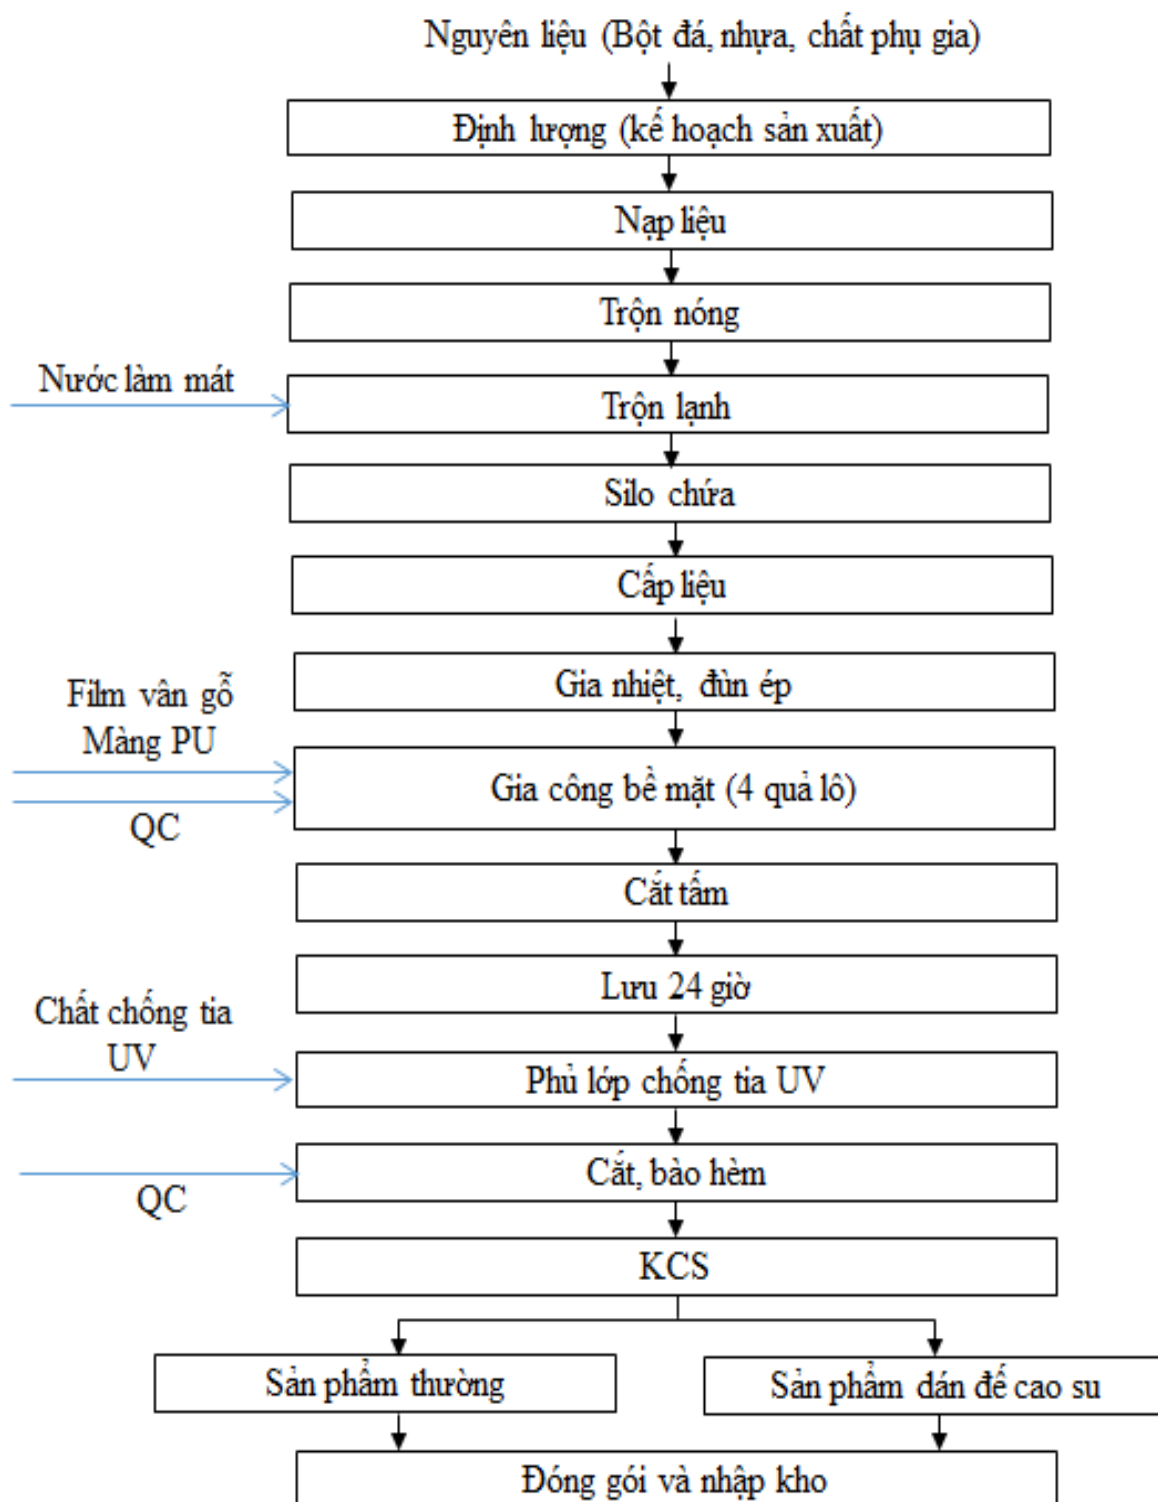 Nguyên liệu (Bột đá, nhựa, chất phụ gia)
Định lượng (kế hoạch sản xuất)
Nạp liệu
Trộn nóng
Nước làm mát
Trộn lạnh
Silo chứa
Cấp liệu
Gia nhiệt, đùn ép
Film vân gỗ
Màng PU
Gia công bề mặt (4 quả lô)
QC
Cắt tấm
Lưu 24 giờ
Chất chống tia
UV
Phủ lớp chống tia UV
Cắt, bào hèm
QC
KCS
Sản phẩm thường
Sản phẩm dán đế cao su
Đóng gói và nhập kho